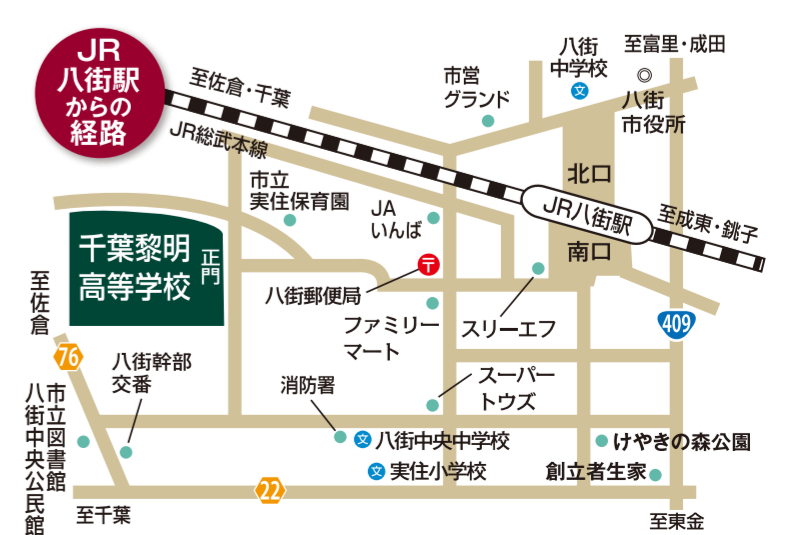 JR
八街駅
からの
経路
至佐倉・千葉
JR総武本線
市営
グランド
八街
中学校
文
至富里・成田
八街
市役所
北口
JR八街駅
南口
至成東・銚子
市立
実住保育園
JA
いんば
千葉黎明
高等学校
正門
八街郵便局
〒
ファミリー
マート
スリーエフ
409
至佐倉
76
八街幹部
交番
消防署
スーパー
トウズ
市立図書館
八街中央公民館
文
八街中央中学校
文
実住小学校
けやきの森公園
創立者生家
22
至千葉
至東金